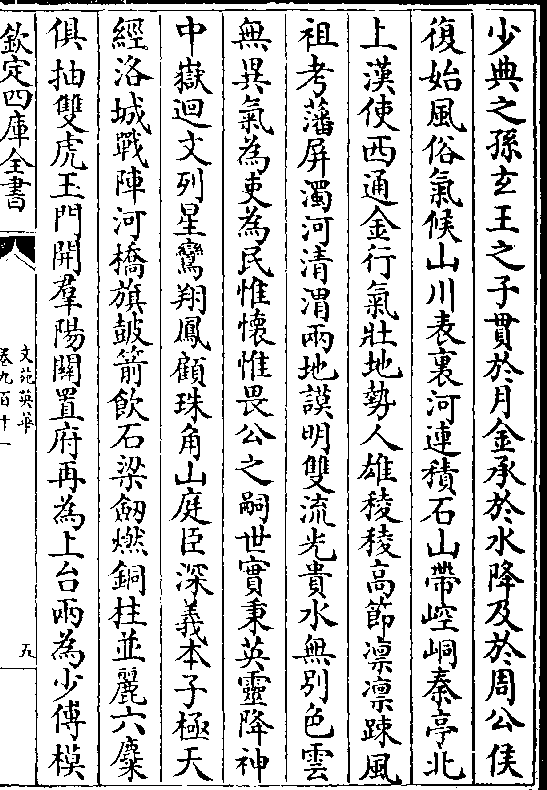 少典之孫玄王之子貫於月金承於水降及於周公侯
復始風俗氣候山川表裏河連積石山帶崆峒秦亭北
上漢使西通金行氣壯地勢人雄稜稜高節凛凛踈風
祖考藩屏濁河清渭兩地謨明雙流光貴水無別色雲
無異氣為吏為民惟懷惟畏公之嗣世實秉英靈降神
中嶽迴文列星鸞翔鳳顧珠角山庭臣深義本子極天
經洛城戰陣河橋旗鼓箭飲石梁劒燃銅柱並麗六麋
俱抽雙虎玉門開羣陽關置府再為上台兩為少傅模
欽定四庫全書
文苑英華
卷九百十一
五